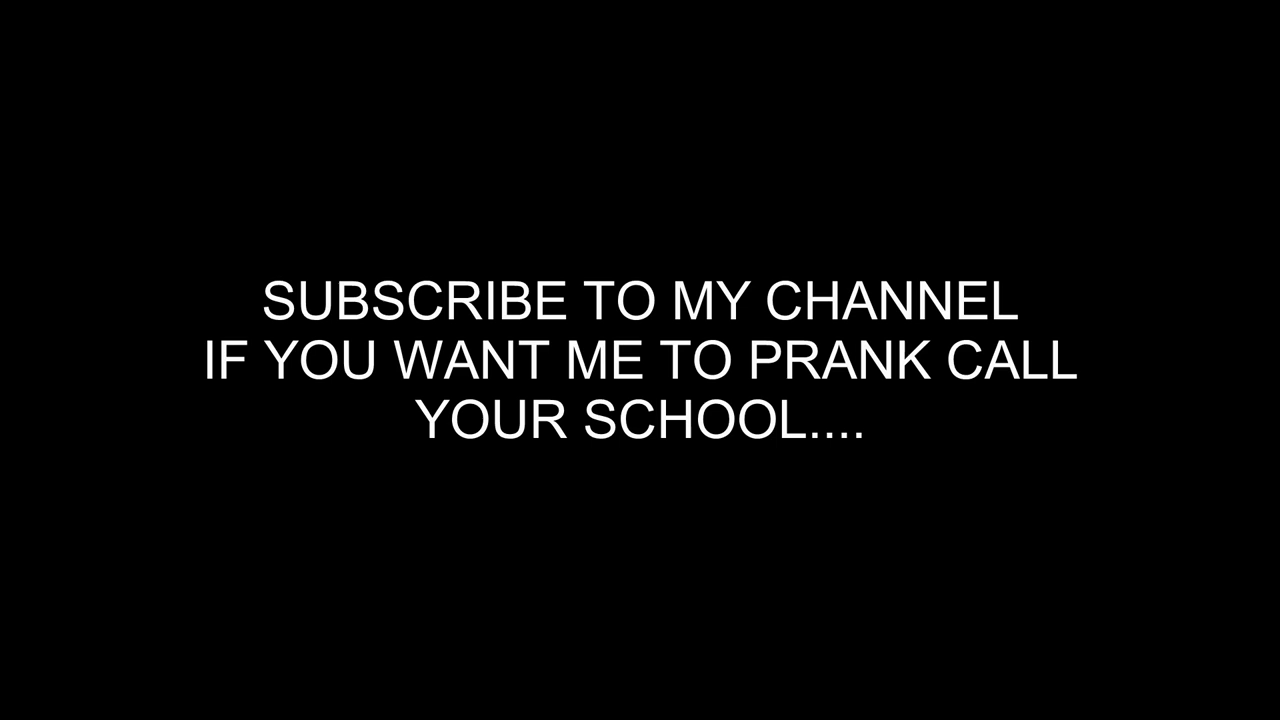 SUBSCRIBE TO MY CHANNEL
IF YOU WANT ME TO PRANK CALL
YOUR SCHOOL....